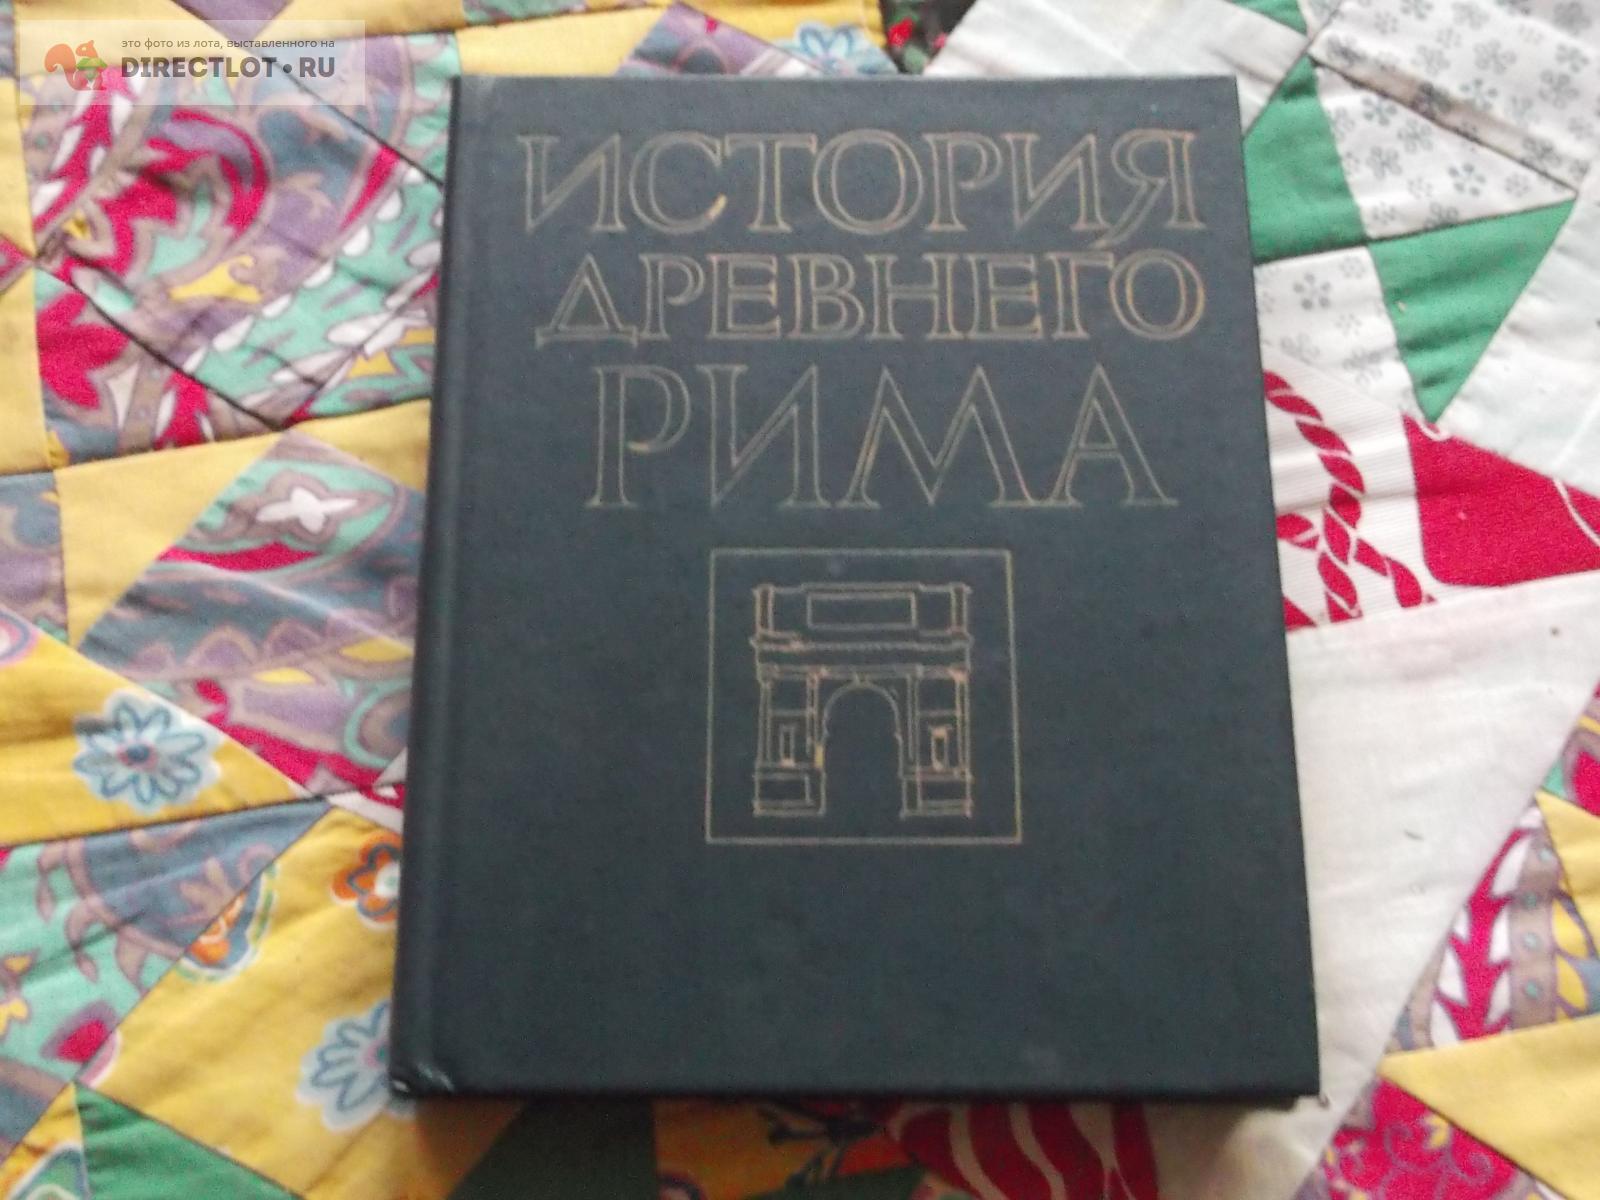 это фото из лота, выставленного на
DIRECTLOT•RU
ИСТОРИЯ
ДРЕВНЕГО
РИМА